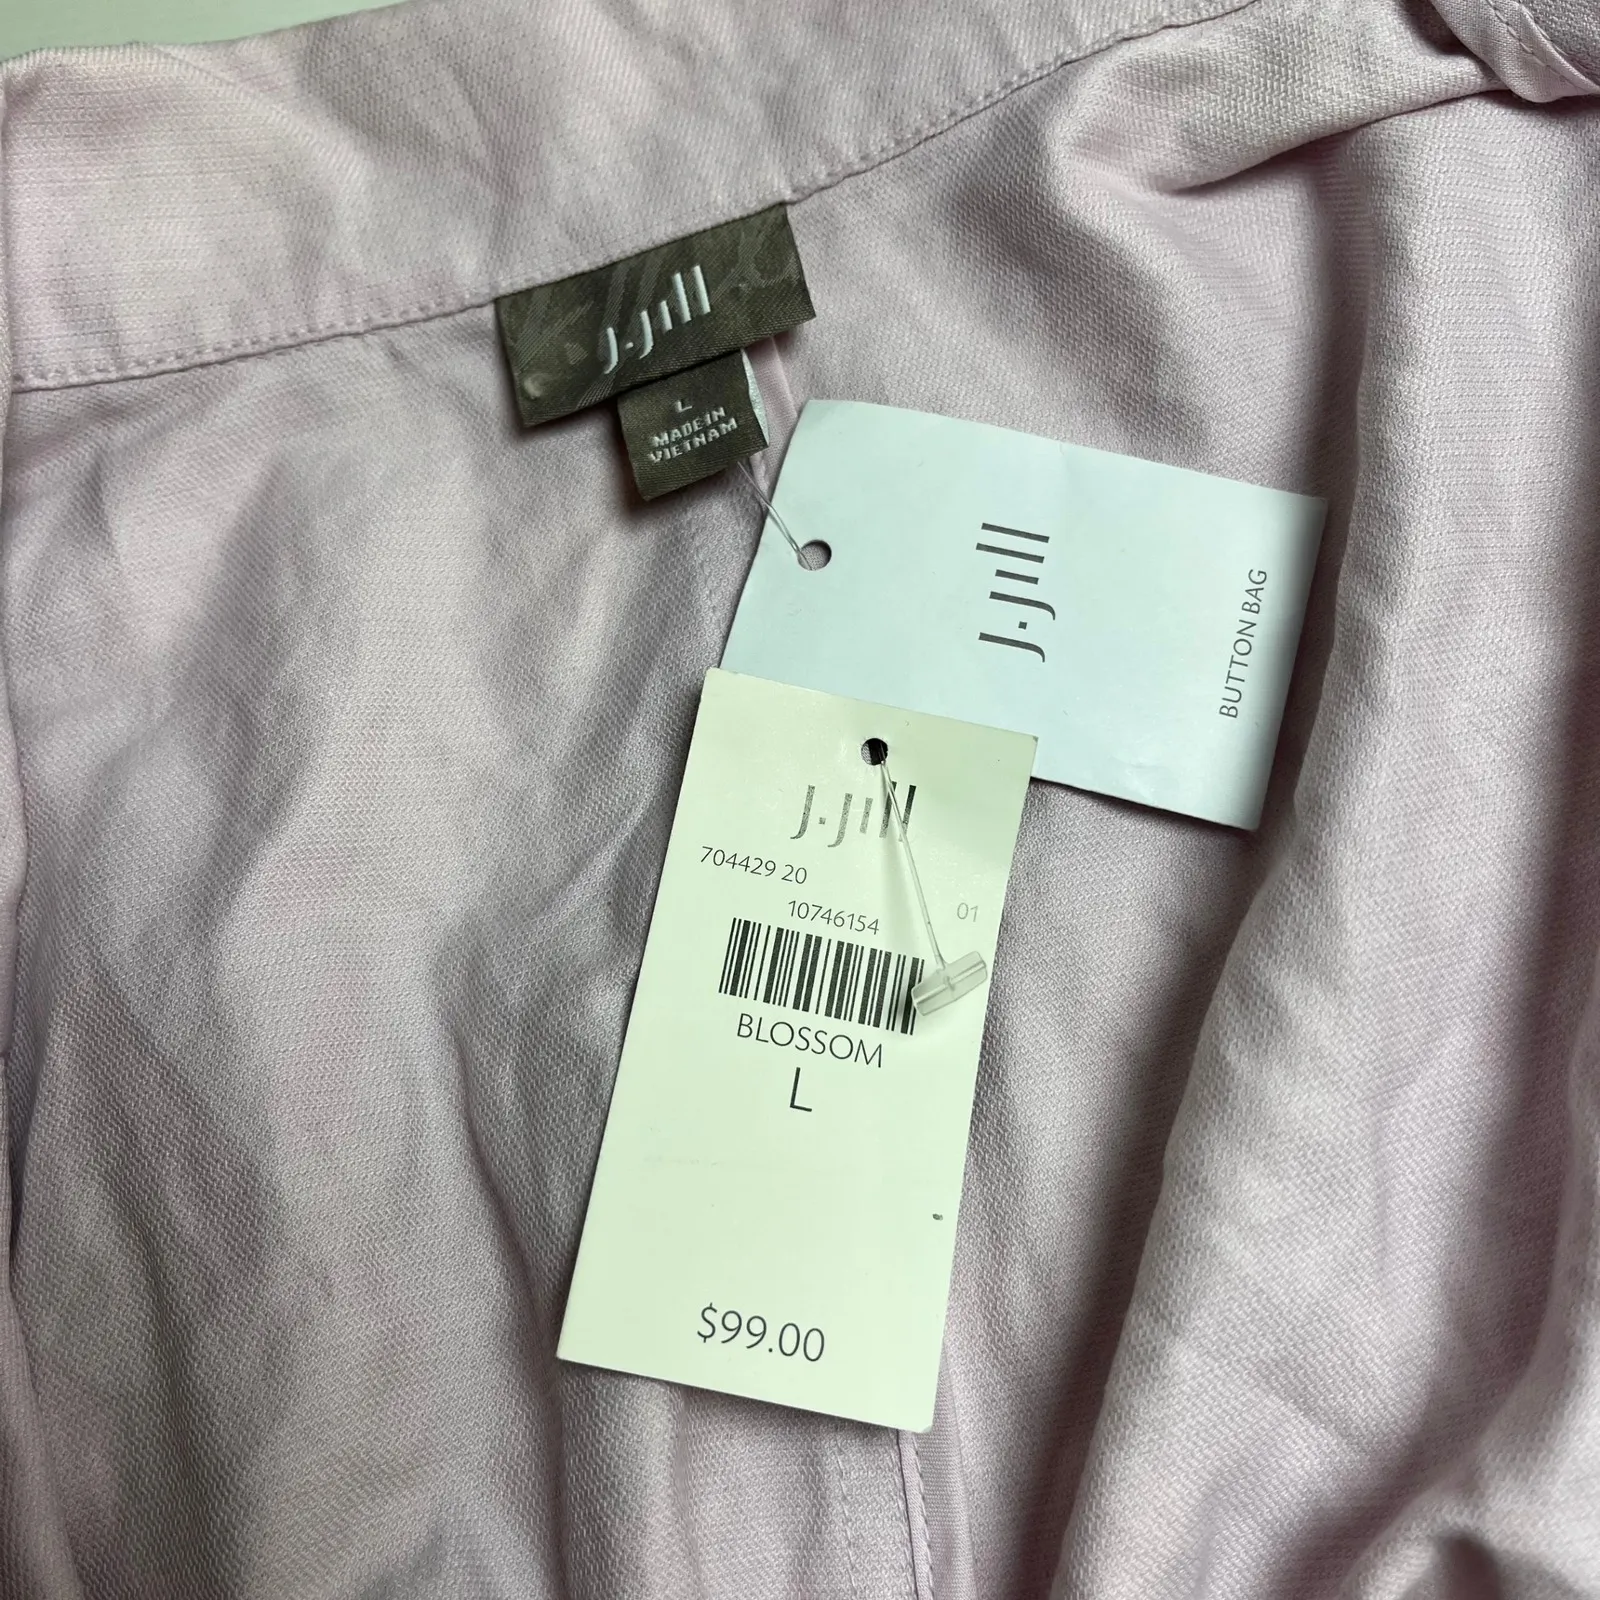 J.Jill
L
MADE IN
VIETNAM
J.Jill
BUTTON BAG
J.Jill
704429 20
10746154
01
BLOSSOM
L
$99.00